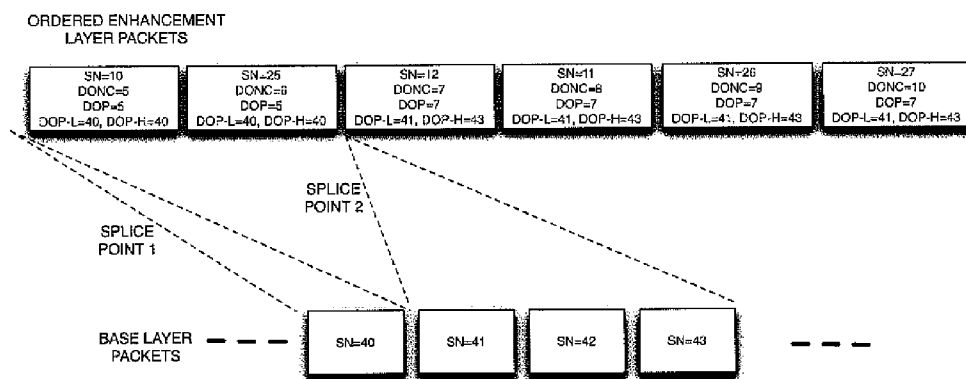 ORDERED ENHANCEMENT
LAYER PACKETS
SN=10
DONC=5
DOP=5
DOP-L=40, DOP-H=40
SN=25
DONC=6
DOP=5
DOP-L=40, DOP-H=40
SN=12
DONC=7
DOP=7
DOP-L=41, DOP-H=43
SN=11
DONC=8
DOP=7
DOP-L=41, DOP-H=43
SN=26
DONC=9
DOP=7
DOP-L=41, DOP-H=43
SN=27
DONC=10
DOP=7
DOP-L=41, DOP-H=43
SPLICE
POINT 2
SPLICE
POINT 1
BASE LAYER
PACKETS
SN=40
SN=41
SN=42
SN=43